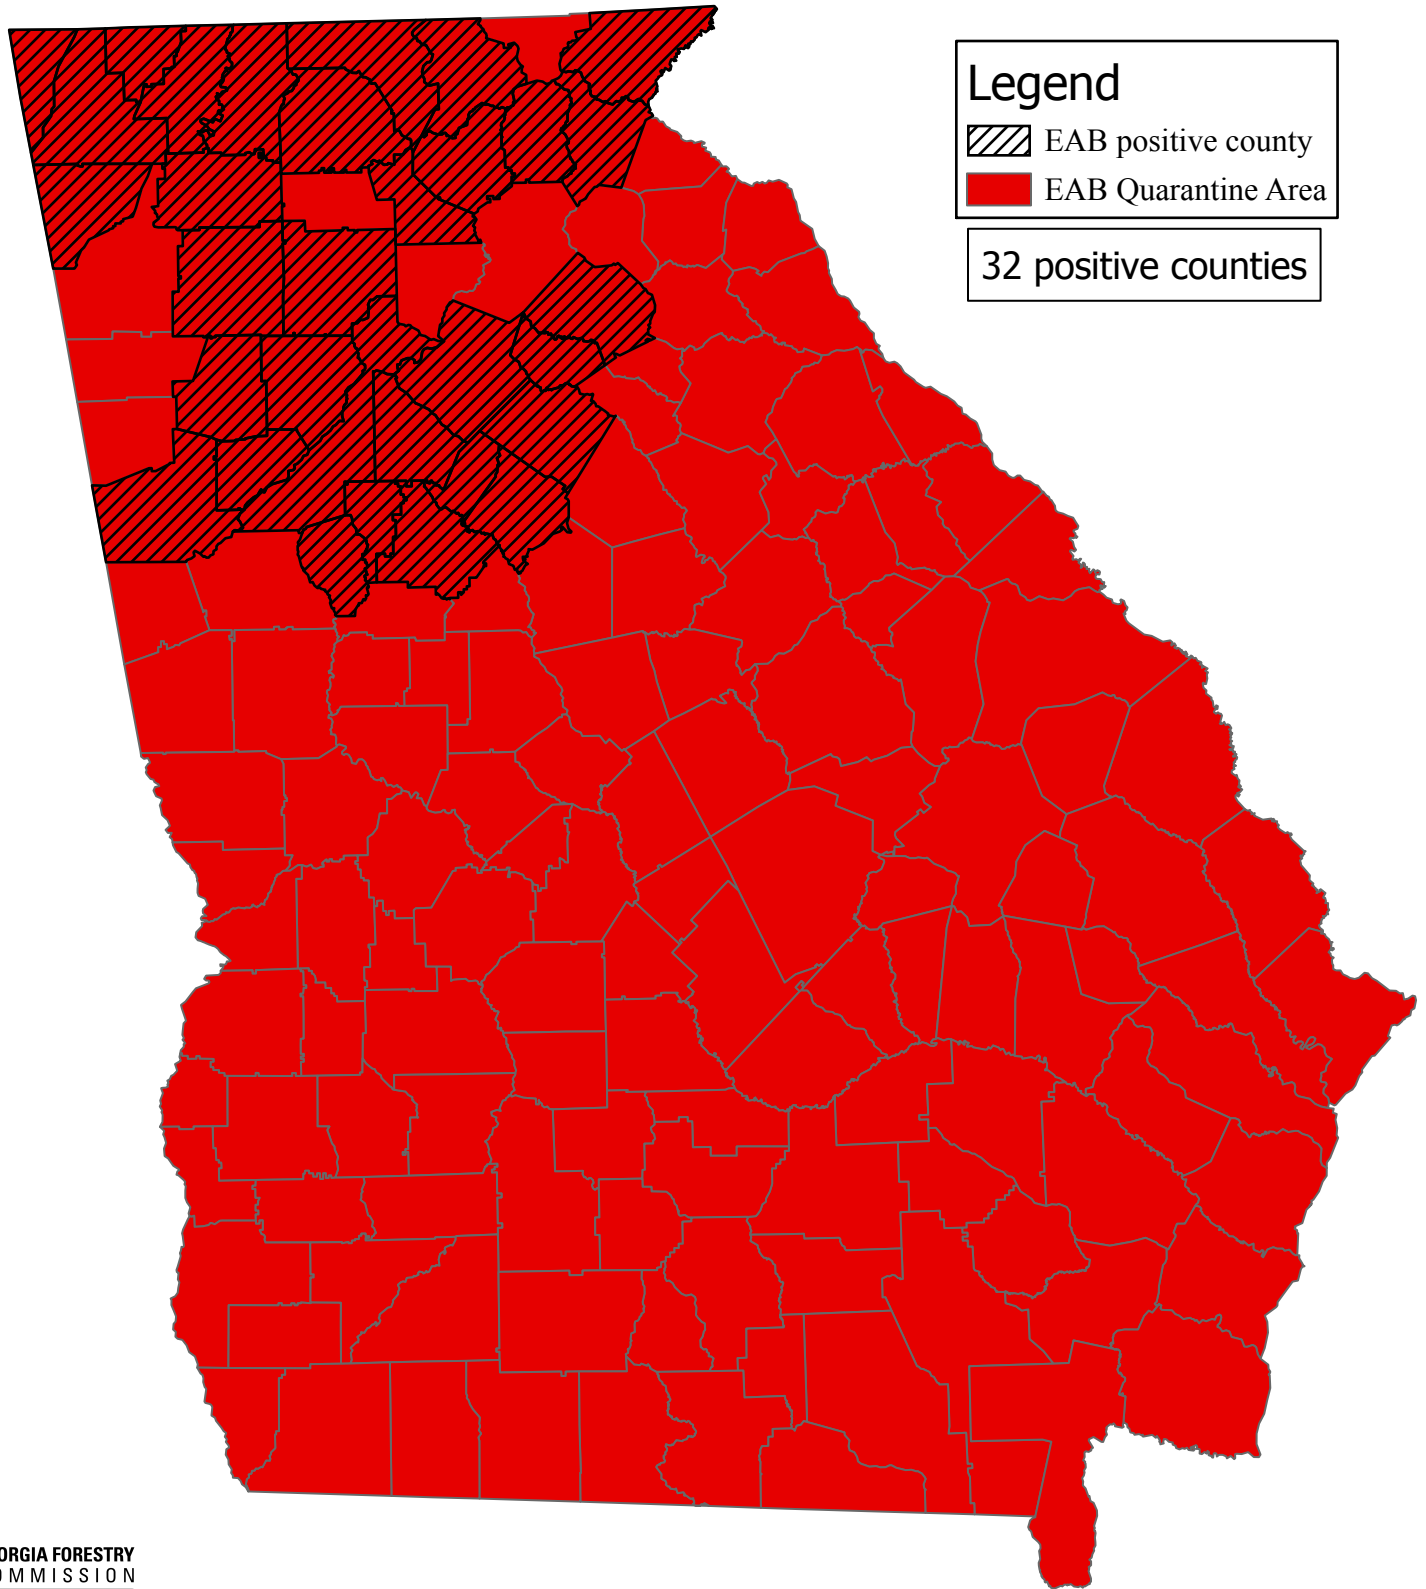 Legend
EAB positive county
EAB Quarantine Area
32 positive counties
ORGIA FORESTRY
OMMISSION